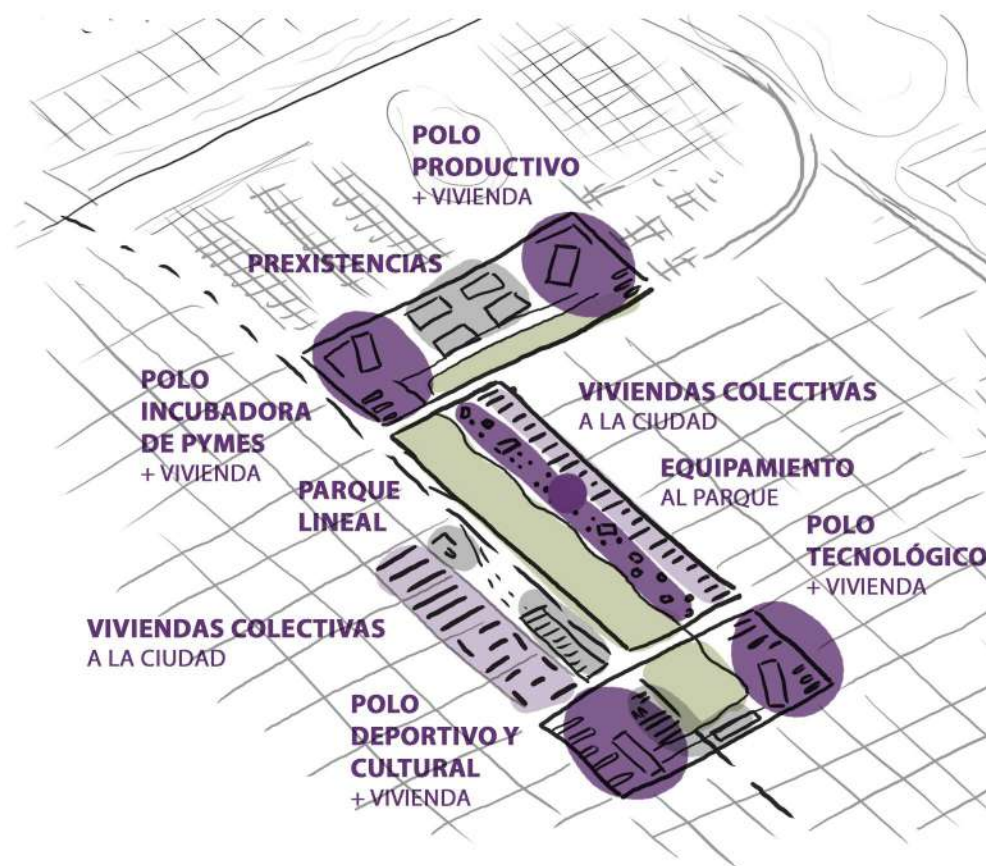 POLO
PRODUCTIVO
+ VIVIENDA
PREXISTENCIAS
POLO
INCUBADORA
DE PYMES
+ VIVIENDA
VIVIENDAS COLECTIVAS
A LA CIUDAD
EQUIPAMIENTO
AL PARQUE
PARQUE
LINEAL
POLO
TECNOLÓGICO
+ VIVIENDA
VIVIENDAS COLECTIVAS
A LA CIUDAD
POLO
DEPORTIVO Y
CULTURAL
+ VIVIENDA